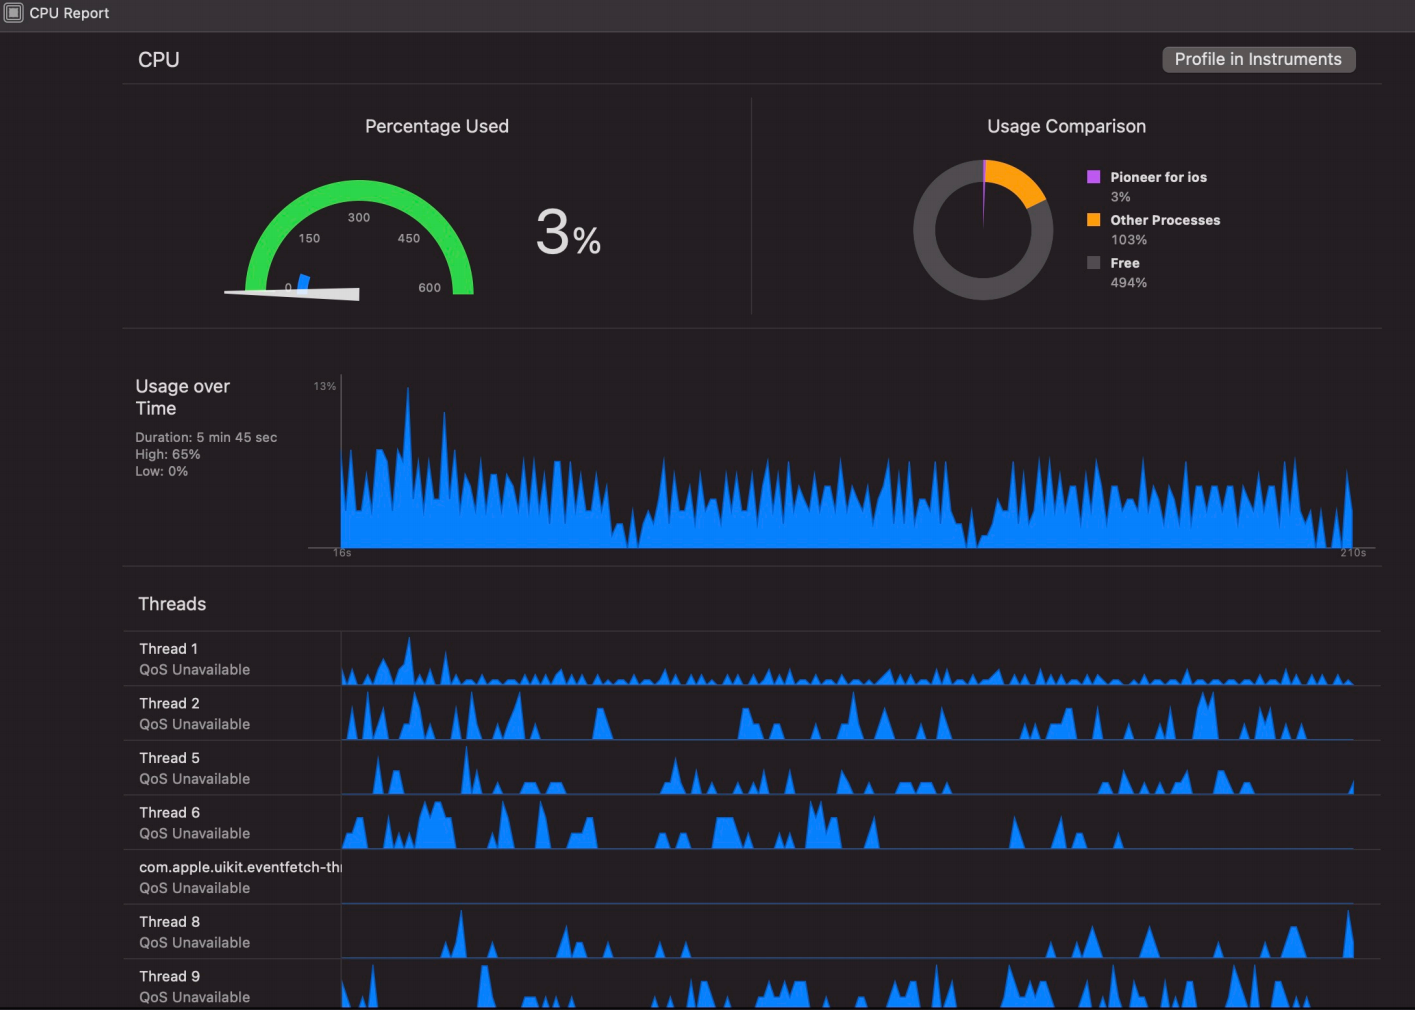 CPU Report
CPU
Profile in Instruments
Percentage Used
0
150
300
450
600
3%
Usage Comparison
Pioneer for ios
3%
Other Processes
103%
Free
494%
Usage over
Time
Duration: 5 min 45 sec
High: 65%
Low: 0%
13%
16s
210s
Threads
Thread 1
QoS Unavailable
Thread 2
QoS Unavailable
Thread 5
QoS Unavailable
Thread 6
QoS Unavailable
com.apple.uikit.eventfetch-thr
QoS Unavailable
Thread 8
QoS Unavailable
Thread 9
QoS Unavailable